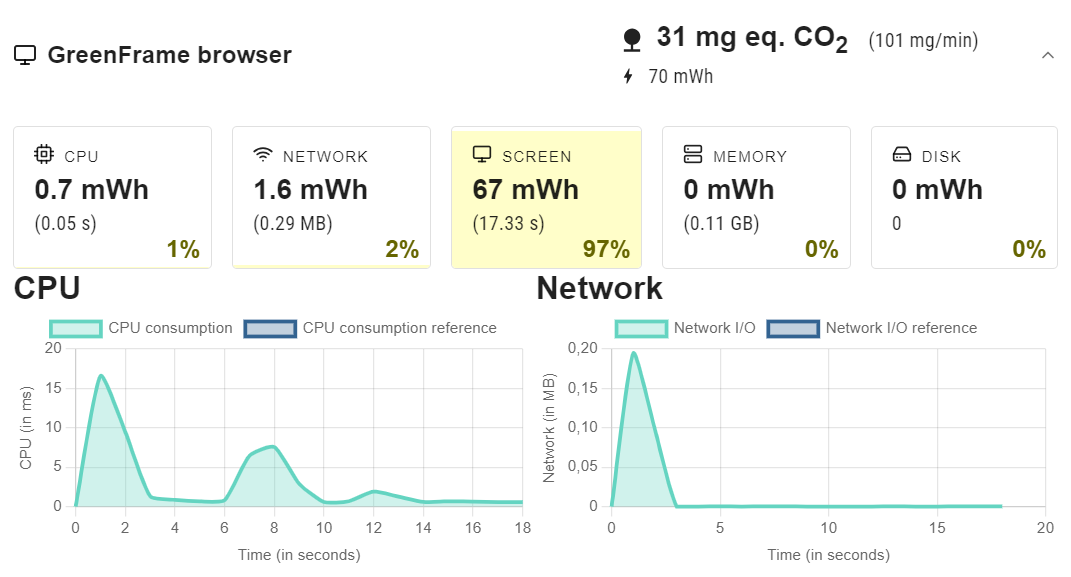 GreenFrame browser
31 mg eq. CO2 (101 mg/min)
70 mWh
CPU
0.7 mWh
(0.05 s)
1%
NETWORK
1.6 mWh
(0.29 MB)
2%
SCREEN
67 mWh
(17.33 s)
97%
MEMORY
0 mWh
(0.11 GB)
0%
DISK
0 mWh
0
0%
CPU
CPU consumption CPU consumption reference
CPU (in ms)
20
15
10
5
0
0 2 4 6 8 10 12 14 16 18
Time (in seconds)
Network
Network I/O Network I/O reference
Network (in MB)
0,20
0,15
0,10
0,05
0
0 5 10 15 20
Time (in seconds)